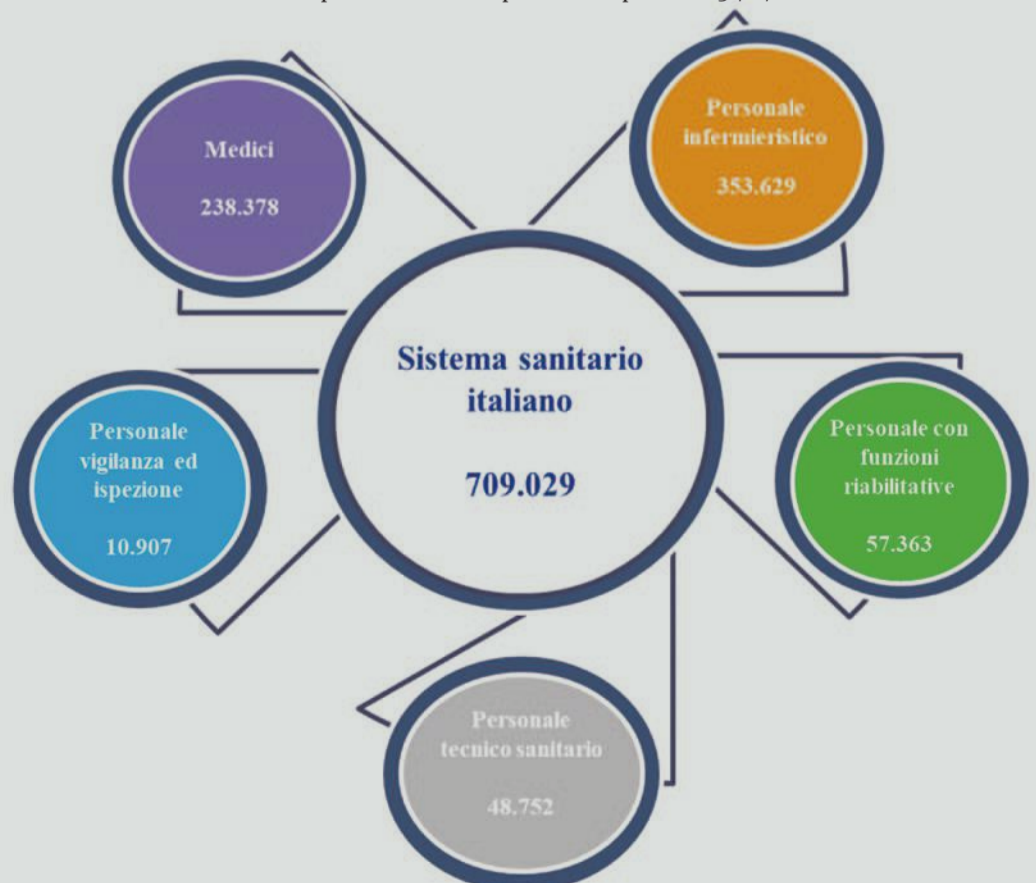 Medici
238.378
Personale
infermieristico
353.629
Sistema sanitario
italiano
709.029
Personale
vigilanza ed
ispezione
10.907
Personale con
funzioni
riabilitative
57.363
Personale
tecnico sanitario
48.752